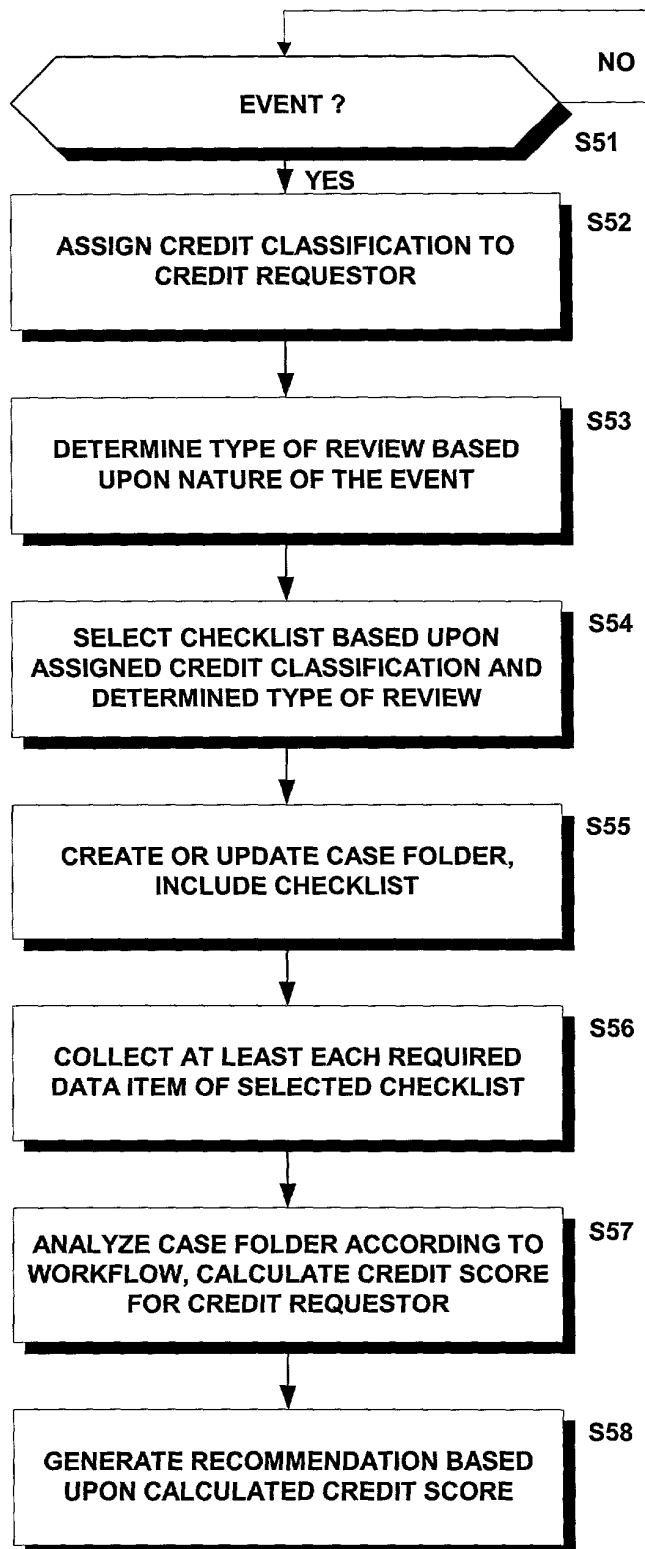 NO
EVENT ?
S51
YES
S52
ASSIGN CREDIT CLASSIFICATION TO
CREDIT REQUESTOR
S53
DETERMINE TYPE OF REVIEW BASED
UPON NATURE OF THE EVENT
S54
SELECT CHECKLIST BASED UPON
ASSIGNED CREDIT CLASSIFICATION AND
DETERMINED TYPE OF REVIEW
S55
CREATE OR UPDATE CASE FOLDER,
INCLUDE CHECKLIST
S56
COLLECT AT LEAST EACH REQUIRED
DATA ITEM OF SELECTED CHECKLIST
S57
ANALYZE CASE FOLDER ACCORDING TO
WORKFLOW, CALCULATE CREDIT SCORE
FOR CREDIT REQUESTOR
S58
GENERATE RECOMMENDATION BASED
UPON CALCULATED CREDIT SCORE